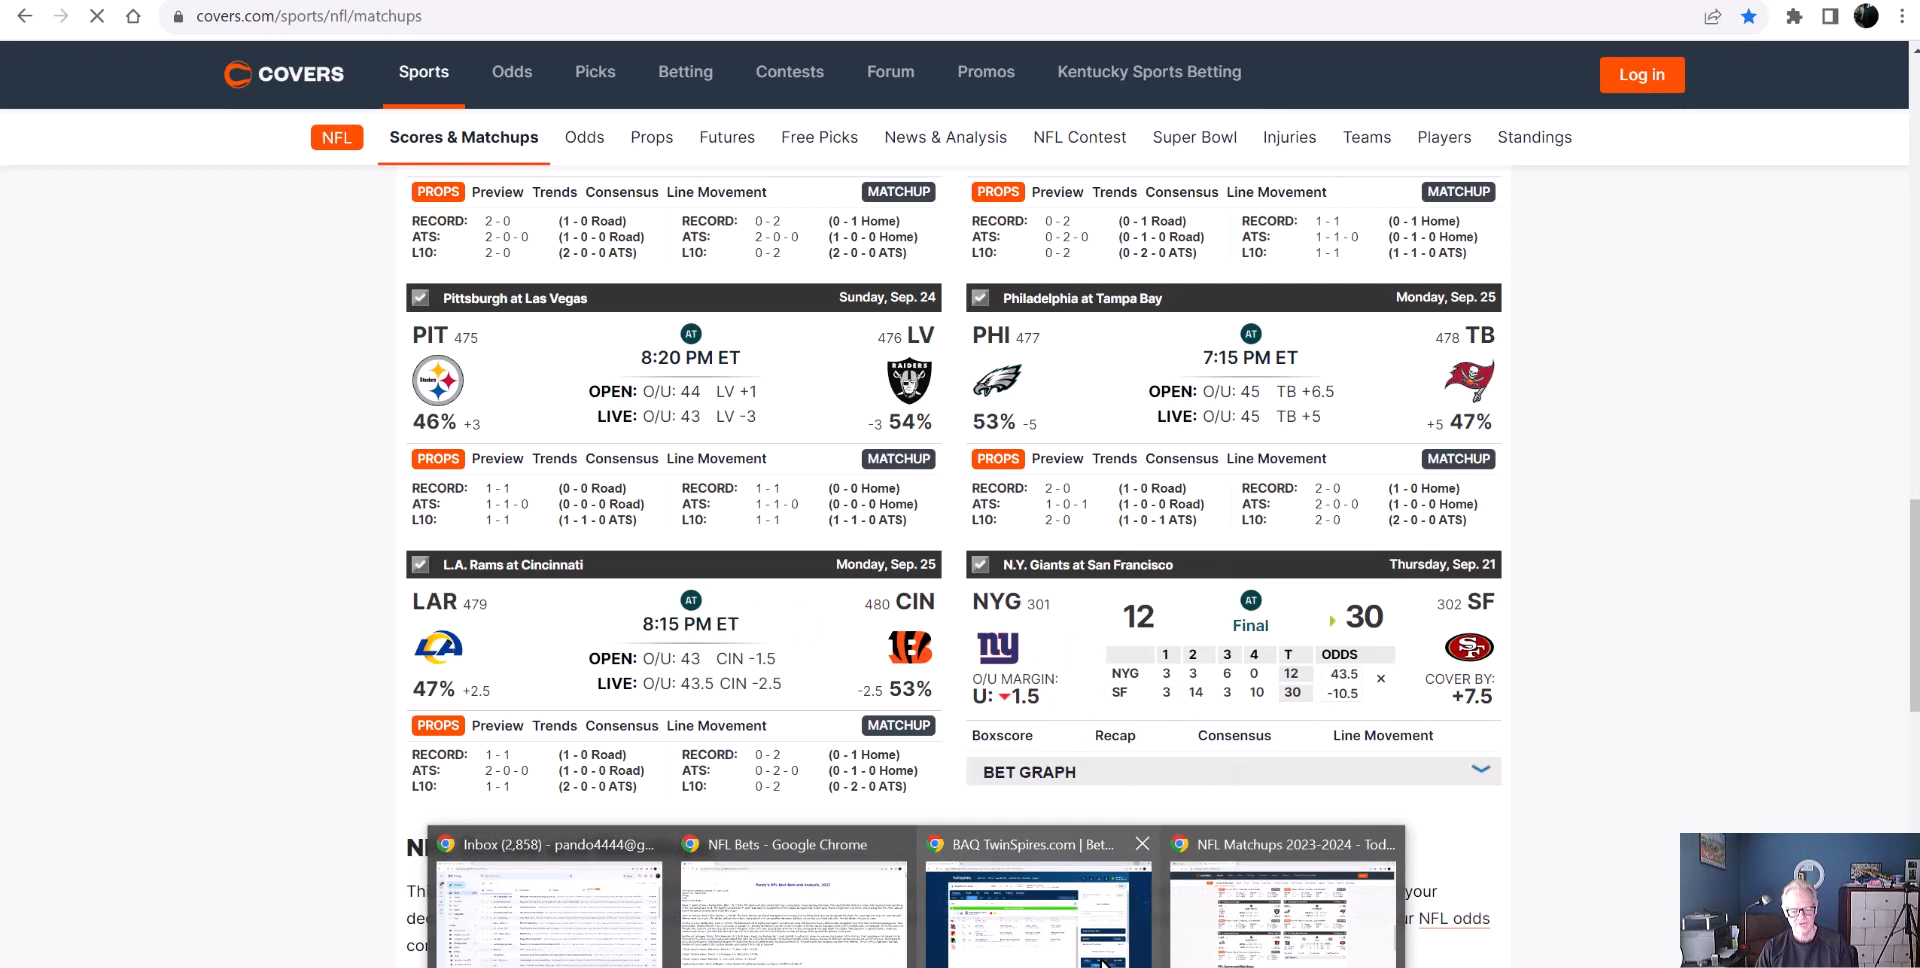 covers.com/sports/nfl/matchups
COVERS Sports Odds Picks Betting Contests Forum Promos Kentucky Sports Betting Log in
NFL Scores & Matchups Odds Props Futures Free Picks News & Analysis NFL Contest Super Bowl Injuries Teams Players Standings
PROPS Preview Trends Consensus Line Movement MATCHUP
RECORD: 2 - 0 (1 - 0 Road) RECORD: 0 - 2 (0 - 1 Home)
ATS: 2 - 0 - 0 (1 - 0 - 0 Road) ATS: 2 - 0 - 0 (1 - 0 - 0 Home)
L10: 2 - 0 (2 - 0 - 0 ATS) L10: 0 - 2 (2 - 0 - 0 ATS)
PROPS Preview Trends Consensus Line Movement MATCHUP
RECORD: 0 - 2 (0 - 1 Road) RECORD: 1 - 1 (0 - 1 Home)
ATS: 0 - 2 - 0 (0 - 1 - 0 Road) ATS: 1 - 1 - 0 (0 - 1 - 0 Home)
L10: 0 - 2 (0 - 2 - 0 ATS) L10: 1 - 1 (1 - 1 - 0 ATS)
Pittsburgh at Las Vegas Sunday, Sep. 24
PIT 475 AT 476 LV
8:20 PM ET
Steelers RAIDERS
OPEN: O/U: 44 LV +1
LIVE: O/U: 43 LV -3
46% +3 -3 54%
PROPS Preview Trends Consensus Line Movement MATCHUP
RECORD: 1 - 1 (0 - 0 Road) RECORD: 1 - 1 (0 - 0 Home)
ATS: 1 - 1 - 0 (0 - 0 - 0 Road) ATS: 1 - 1 - 0 (0 - 0 - 0 Home)
L10: 1 - 1 (1 - 1 - 0 ATS) L10: 1 - 1 (1 - 1 - 0 ATS)
Philadelphia at Tampa Bay Monday, Sep. 25
PHI 477 AT 478 TB
7:15 PM ET
OPEN: O/U: 45 TB +6.5
LIVE: O/U: 45 TB +5
53% -5 +5 47%
PROPS Preview Trends Consensus Line Movement MATCHUP
RECORD: 2 - 0 (1 - 0 Road) RECORD: 2 - 0 (1 - 0 Home)
ATS: 1 - 0 - 1 (1 - 0 - 0 Road) ATS: 2 - 0 - 0 (1 - 0 - 0 Home)
L10: 2 - 0 (1 - 0 - 1 ATS) L10: 2 - 0 (2 - 0 - 0 ATS)
L.A. Rams at Cincinnati Monday, Sep. 25
LAR 479 AT 480 CIN
8:15 PM ET
OPEN: O/U: 43 CIN -1.5
LIVE: O/U: 43.5 CIN -2.5
47% +2.5 -2.5 53%
PROPS Preview Trends Consensus Line Movement MATCHUP
RECORD: 1 - 1 (1 - 0 Road) RECORD: 0 - 2 (0 - 1 Home)
ATS: 2 - 0 - 0 (1 - 0 - 0 Road) ATS: 0 - 2 - 0 (0 - 1 - 0 Home)
L10: 1 - 1 (2 - 0 - 0 ATS) L10: 0 - 2 (0 - 2 - 0 ATS)
N.Y. Giants at San Francisco Thursday, Sep. 21
NYG 301 12 AT 30 302 SF
Final
ny SF
1 2 3 4 T ODDS
NYG 3 3 6 0 12 43.5
SF 3 14 3 10 30 -10.5
O/U MARGIN: COVER BY:
U: 1.5 +7.5
Boxscore Recap Consensus Line Movement
BET GRAPH
Inbox (2,858) - pando4444@g... NFL Bets - Google Chrome BAQ TwinSpires.com | Bet... NFL Matchups 2023-2024 - Tod...
your
NFL odds